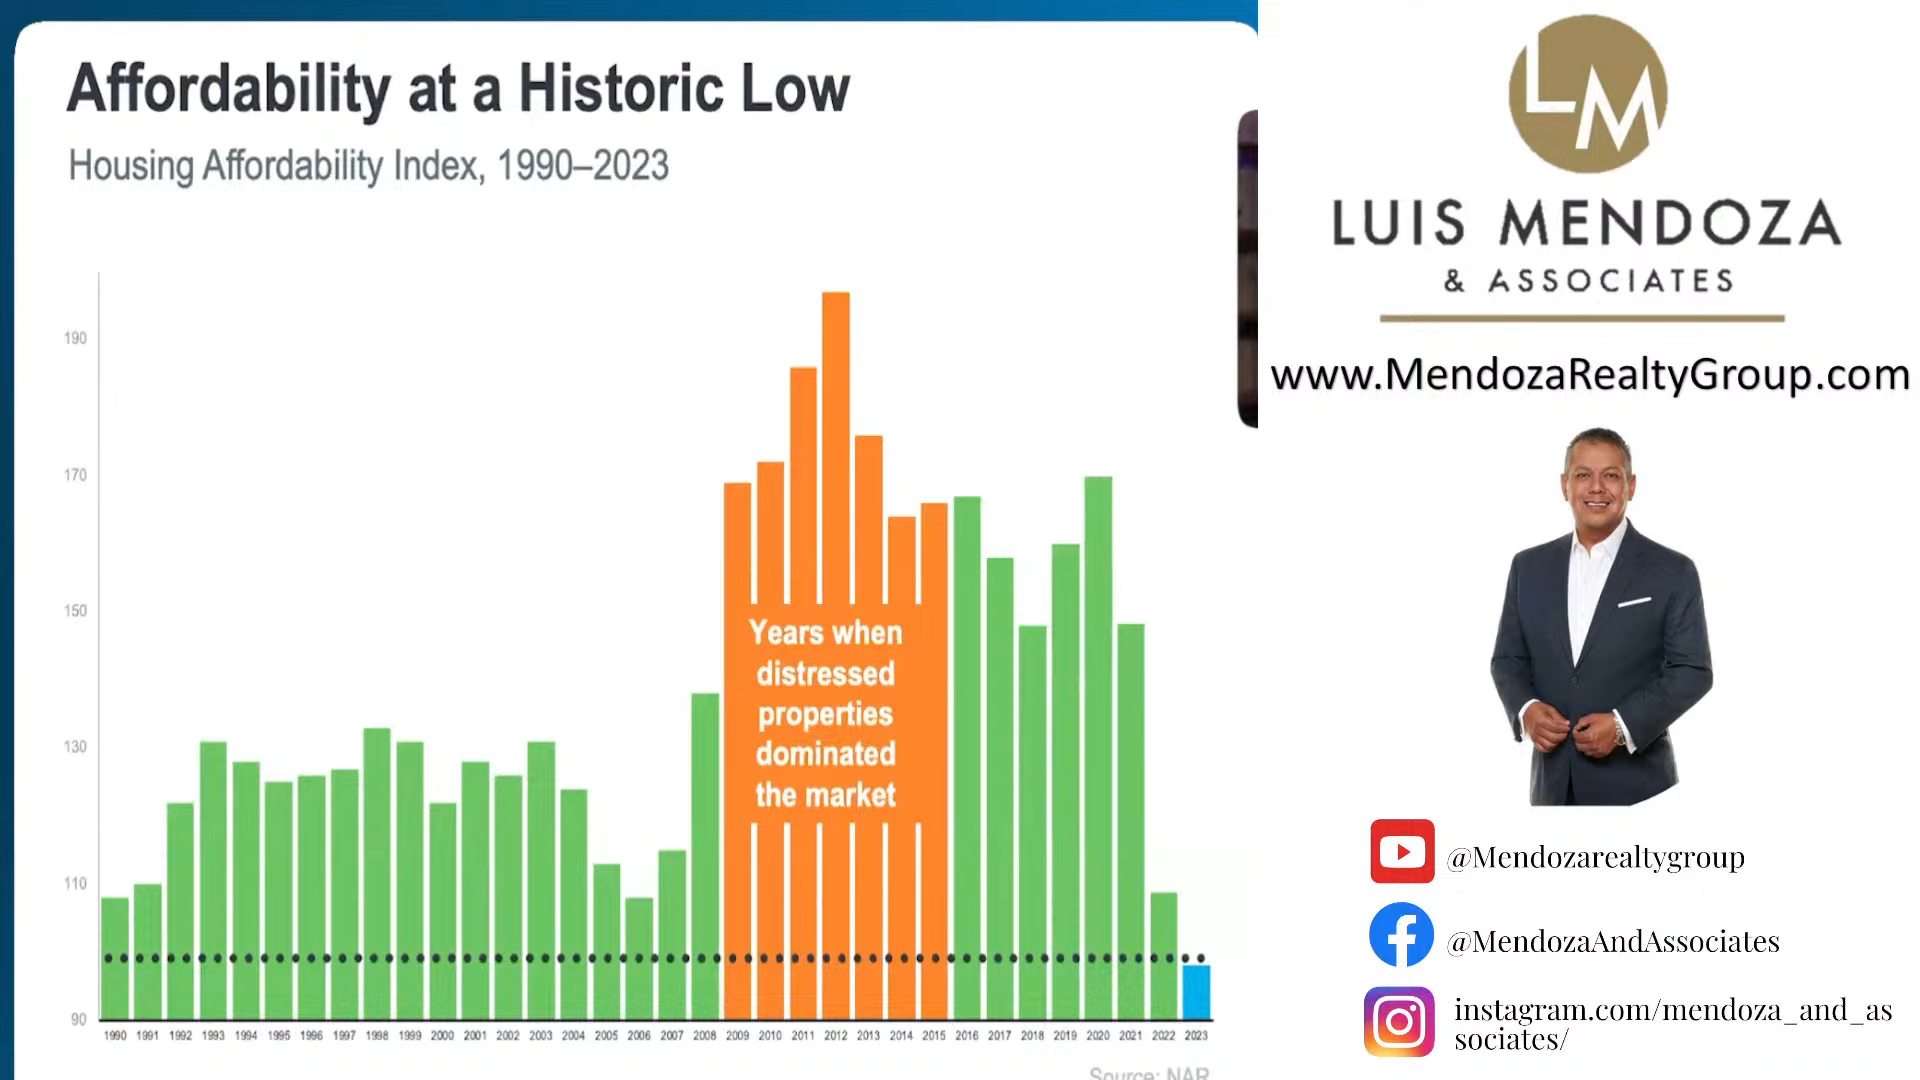 Affordability at a Historic Low
Housing Affordability Index, 1990–2023
190
170
150
130
110
90
Years when
distressed
properties
dominated
the market
1990 1991 1992 1993 1994 1995 1996 1997 1998 1999 2000 2001 2002 2003 2004 2005 2006 2007 2008 2009 2010 2011 2012 2013 2014 2015 2016 2017 2018 2019 2020 2021 2022 2023
Source: NAR
LM
LUIS MENDOZA
& ASSOCIATES
www.MendozaRealtyGroup.com
@Mendozarealtygroup
@MendozaAndAssociates
instagram.com/mendoza_and_as
sociates/